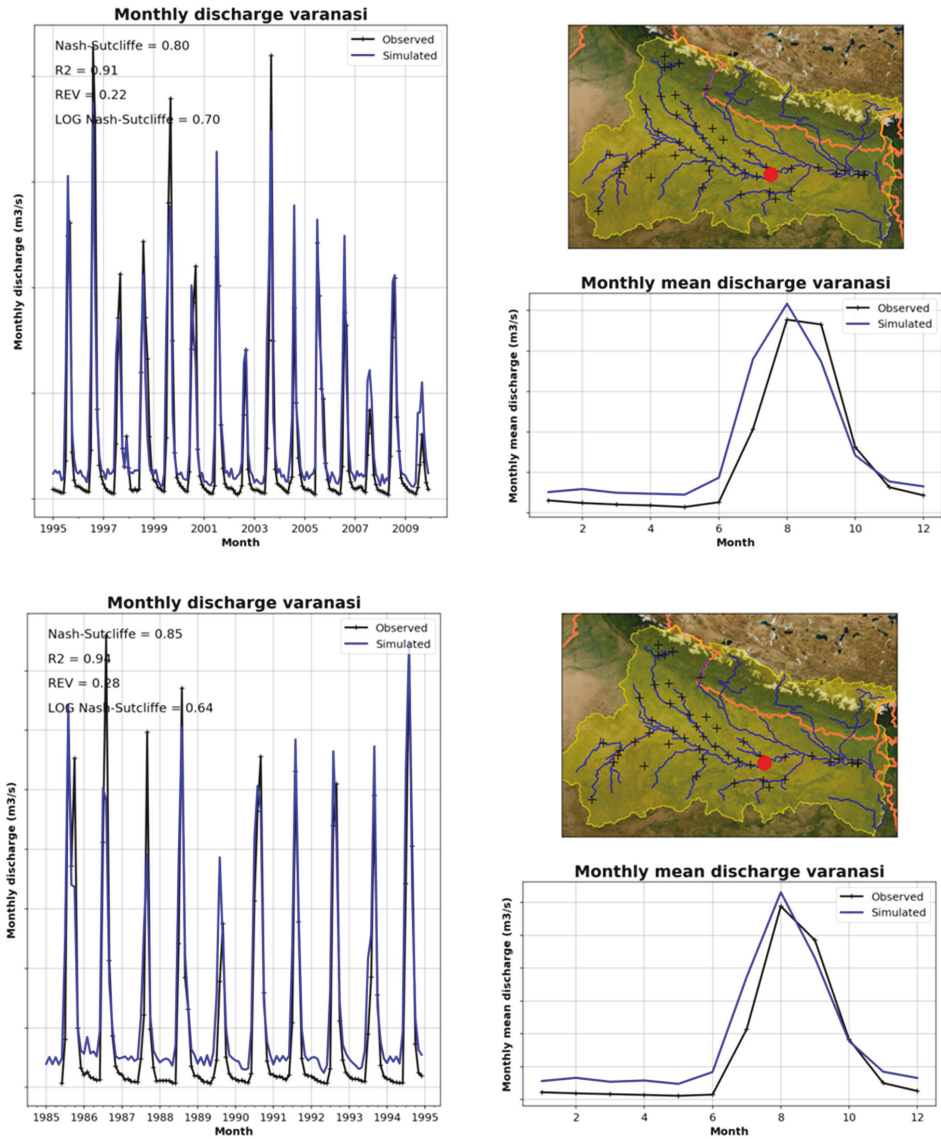 Monthly discharge varanasi
Nash-Sutcliffe = 0.80
R2 = 0.91
REV = 0.22
LOG Nash-Sutcliffe = 0.70
Observed
Simulated
Monthly discharge (m3/s)
1995 1997 1999 2001 2003 2005 2007 2009
Month
Monthly mean discharge varanasi
Observed
Simulated
Monthly mean discharge (m3/s)
2 4 6 8 10 12
Month
Monthly discharge varanasi
Nash-Sutcliffe = 0.85
R2 = 0.94
REV = 0.28
LOG Nash-Sutcliffe = 0.64
Observed
Simulated
Monthly discharge (m3/s)
1985 1986 1987 1988 1989 1990 1991 1992 1993 1994 1995
Month
Monthly mean discharge varanasi
Observed
Simulated
Monthly mean discharge (m3/s)
2 4 6 8 10 12
Month